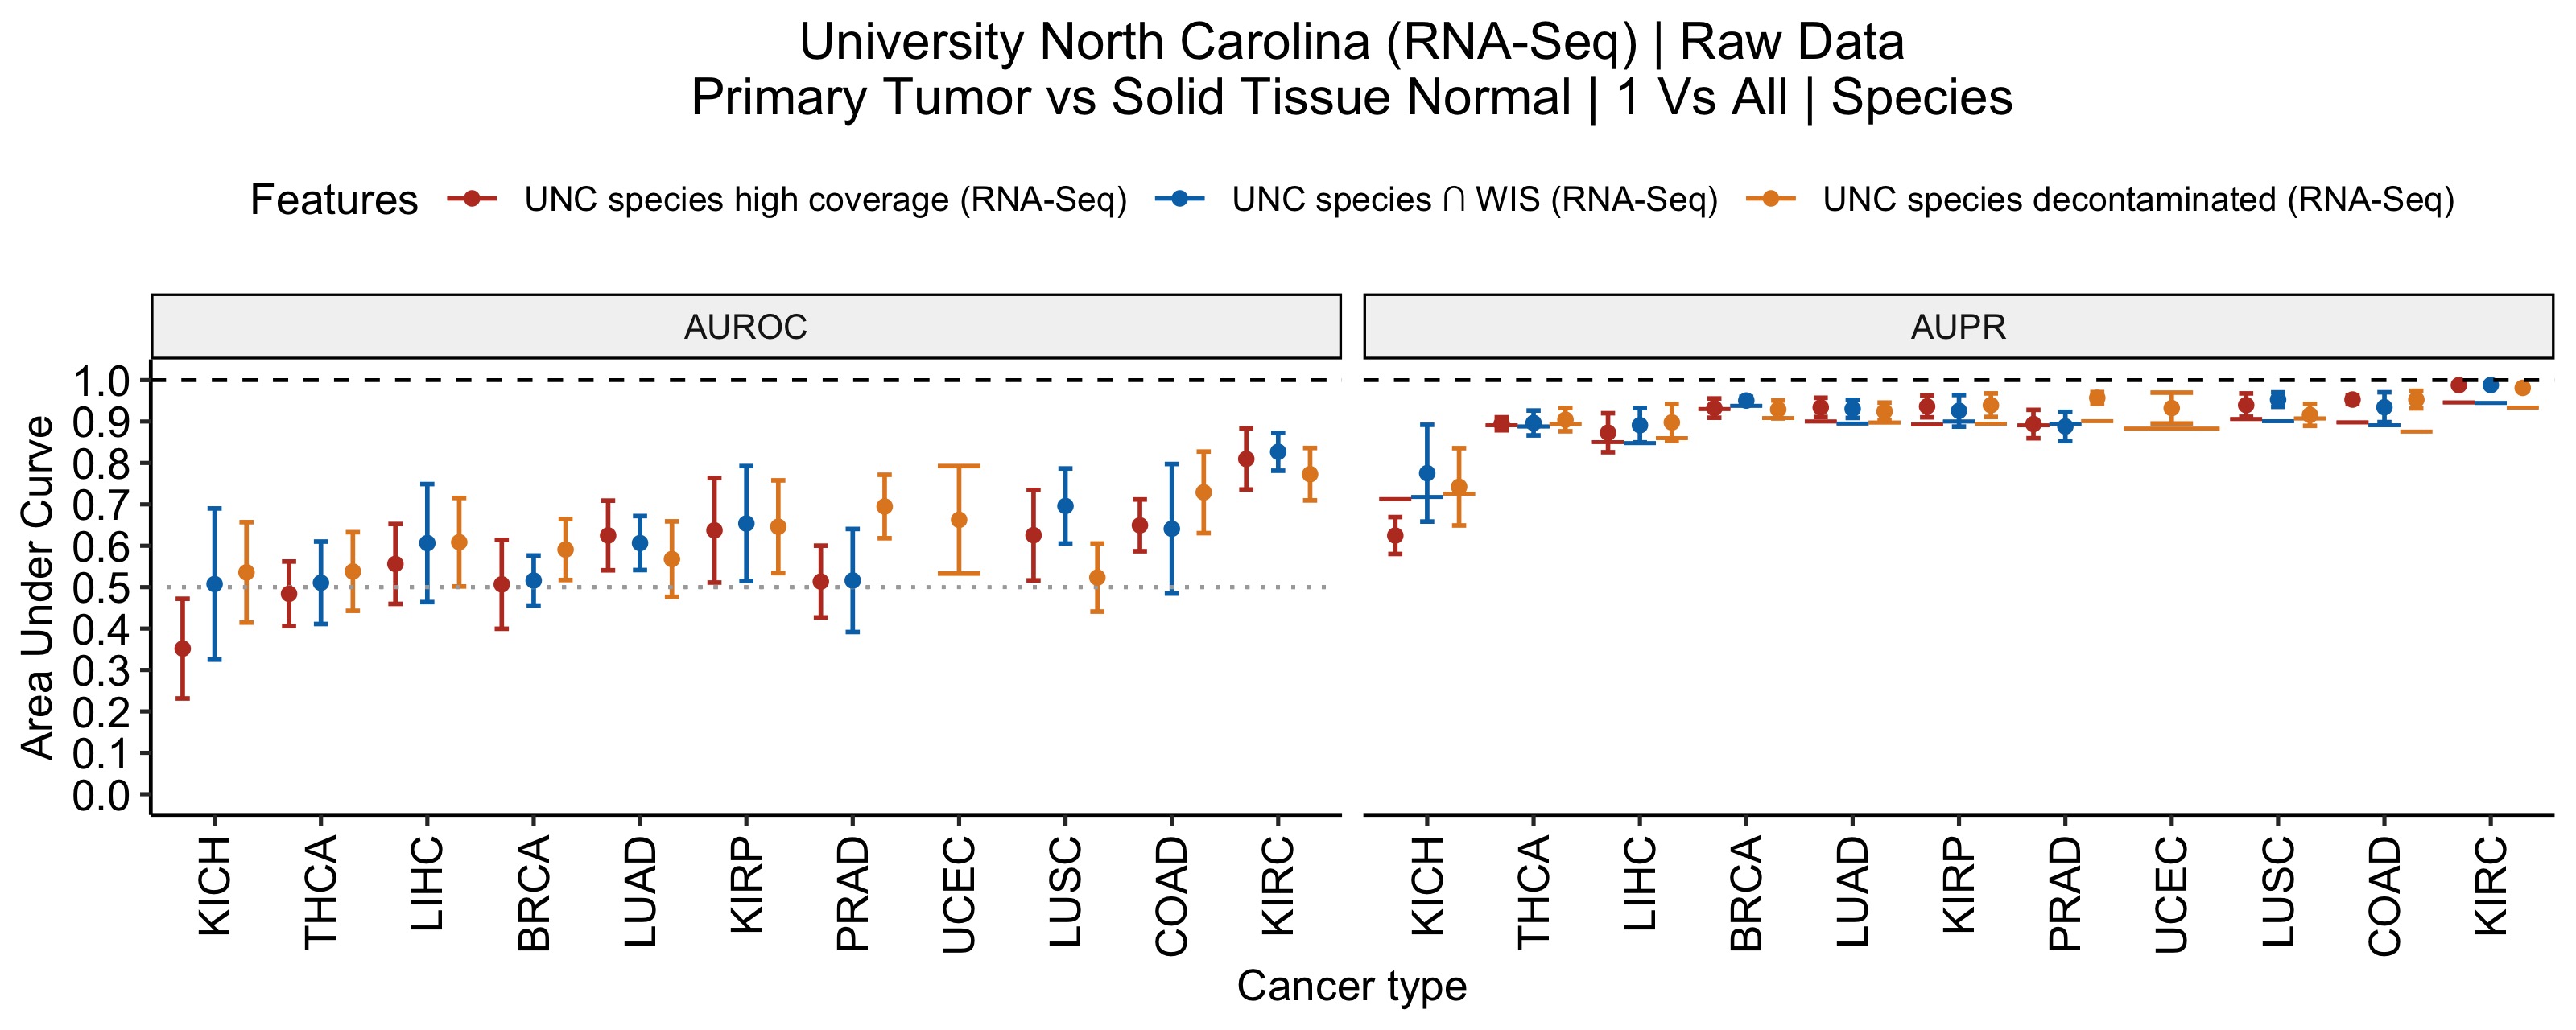 University North Carolina (RNA-Seq) | Raw Data
Primary Tumor vs Solid Tissue Normal | 1 Vs All | Species
Features UNC species high coverage (RNA-Seq) UNC species ∩ WIS (RNA-Seq) UNC species decontaminated (RNA-Seq)
AUROC AUPR
Area Under Curve
1.0
0.9
0.8
0.7
0.6
0.5
0.4
0.3
0.2
0.1
0.0
KICH THCA LIHC BRCA LUAD KIRP PRAD UCEC LUSC COAD KIRC KICH THCA LIHC BRCA LUAD KIRP PRAD UCEC LUSC COAD KIRC
Cancer type